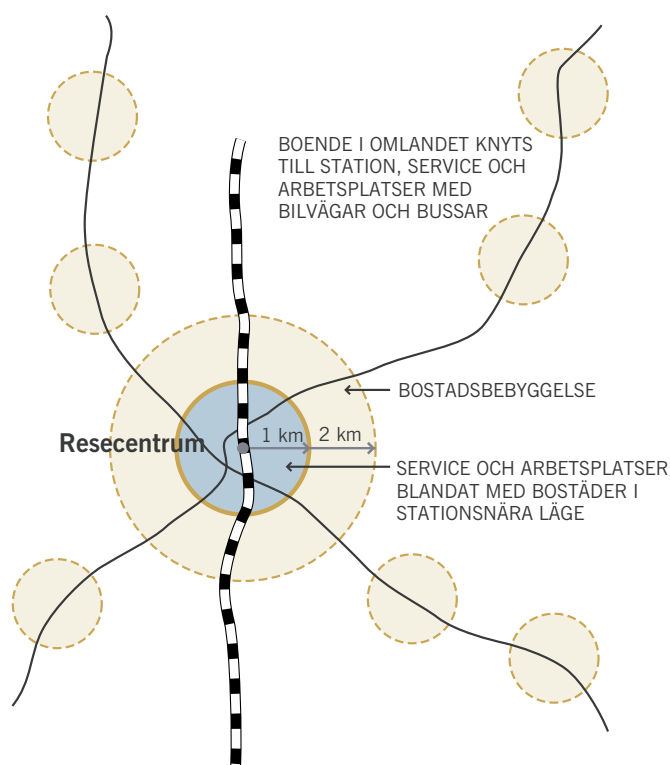 BOENDE I OMLANDET KNYTS
TILL STATION, SERVICE OCH
ARBETSPLATSER MED
BILVÄGAR OCH BUSSAR
BOSTADSBEBYGGELSE
Resecentrum
1 km
2 km
SERVICE OCH ARBETSPLATSER
BLANDAT MED BOSTÄDER I
STATIONSNÄRA LÄGE